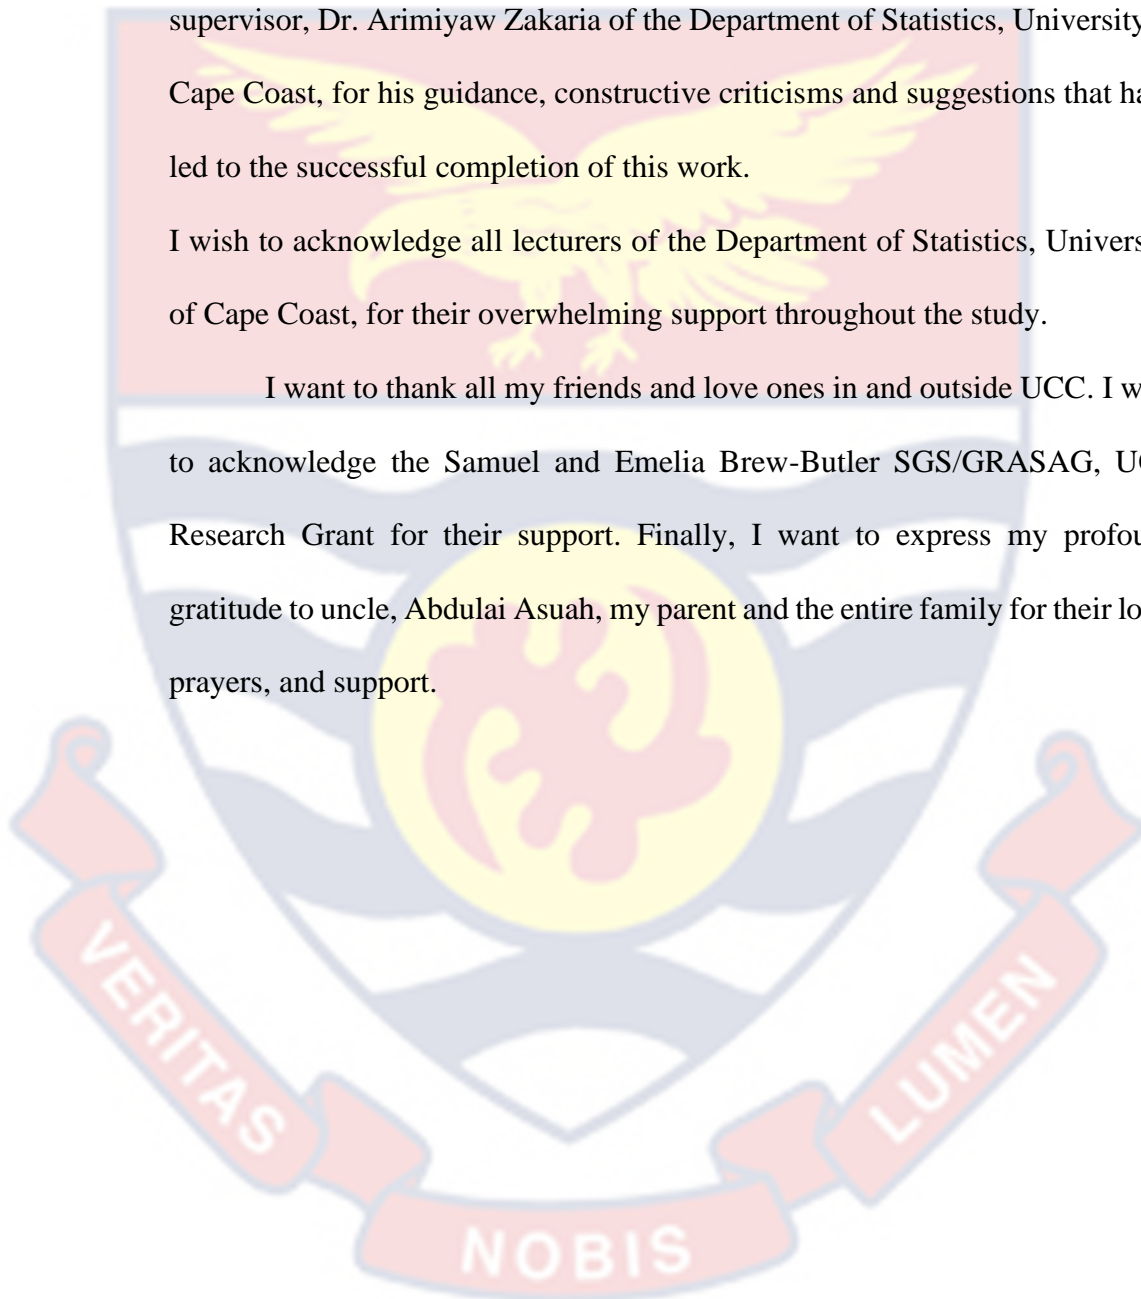 supervisor, Dr. Arimiyaw Zakaria of the Department of Statistics, University
Cape Coast, for his guidance, constructive criticisms and suggestions that ha
led to the successful completion of this work.
I wish to acknowledge all lecturers of the Department of Statistics, Univers
of Cape Coast, for their overwhelming support throughout the study.
I want to thank all my friends and love ones in and outside UCC. I w
to acknowledge the Samuel and Emelia Brew-Butler SGS/GRASAG, UC
Research Grant for their support. Finally, I want to express my profou
gratitude to uncle, Abdulai Asuah, my parent and the entire family for their lo
prayers, and support.
VERITAS
NOBIS
LUMEN